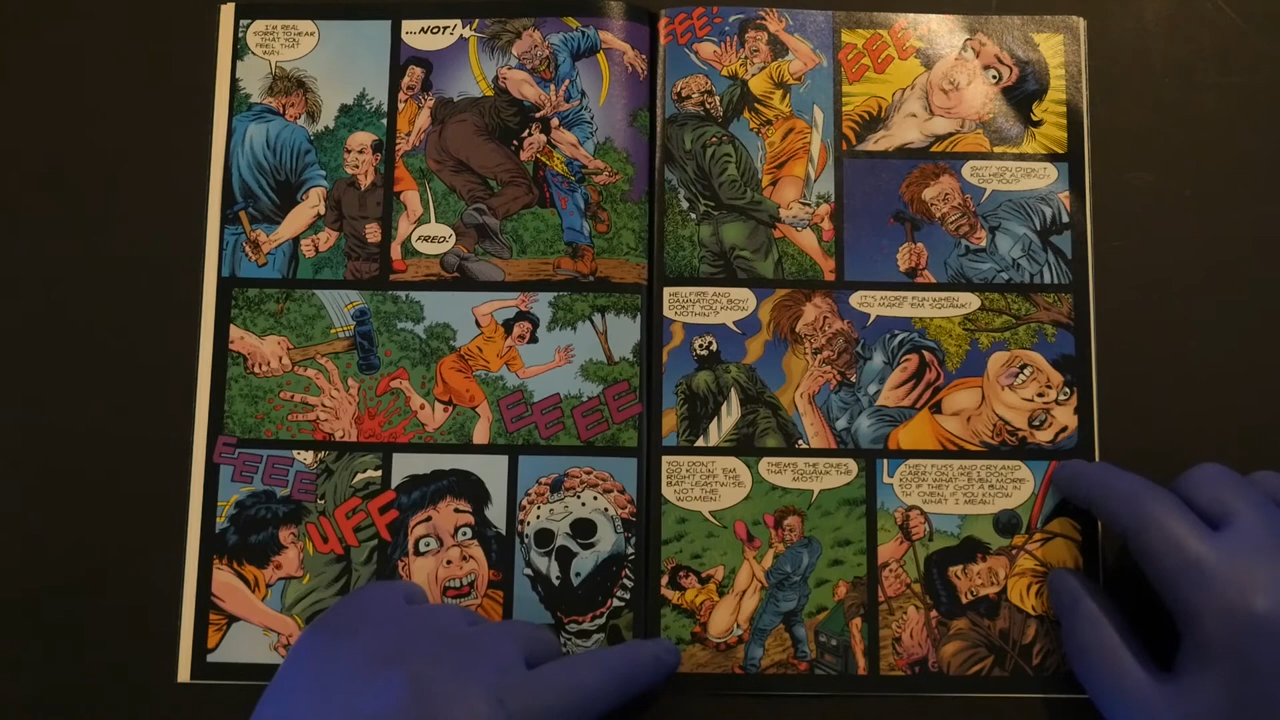 I'M REAL
SORRY TO HEAR
THAT YOU
FEEL THAT
WAY--
...NOT!
FRED!
EEEE
EEEE
UFF
EEE!
EEE
SHIT! YOU DIDN'T
KILL HER ALREADY,
DID YOU?
HELLFIRE AND
DAMNATION, BOY!
DON'T YOU KNOW
NOTHIN'?
IT'S MORE FUN WHEN
YOU MAKE 'EM SQUAWK!
YOU DON'T
GO KILLIN' 'EM
RIGHT OFF THE
BAT--LEASTWISE,
NOT THE
WOMEN!
THEM'S THE ONES
THAT SQUAWK THE
MOST!
THEY FUSS AND CRY AND
CARRY ON LIKE I DON'T
KNOW WHAT--EVEN MORE-
SO IF THEY GOT A BUN IN
TH' OVEN, IF YOU KNOW
WHAT I MEAN!